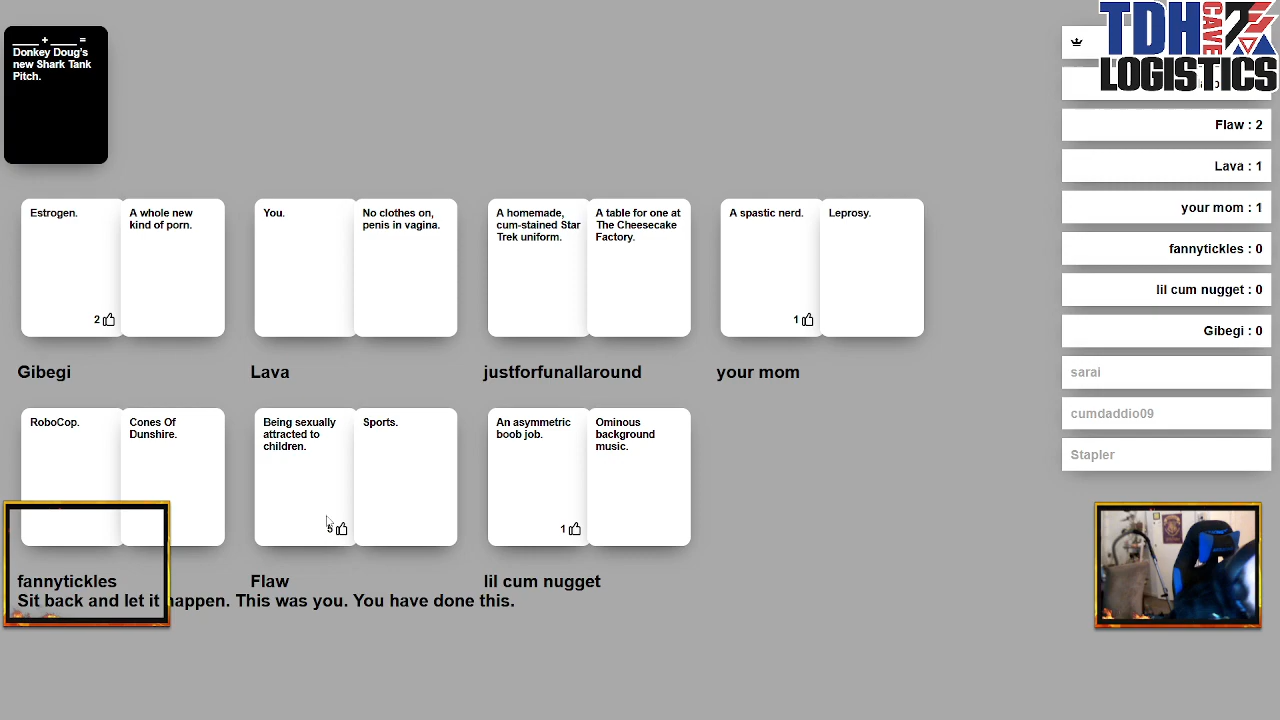 ____ + ____ =
Donkey Doug's
new Shark Tank
Pitch.
TDH
CAVE
LOGISTICS
Flaw : 2
Lava : 1
your mom : 1
fannytickles : 0
lil cum nugget : 0
Gibegi : 0
sarai
cumdaddio09
Stapler
Estrogen.
A whole new
kind of porn.
2
Gibegi
You.
No clothes on,
penis in vagina.
Lava
A homemade,
cum-stained Star
Trek uniform.
A table for one at
The Cheesecake
Factory.
justforfunallaround
A spastic nerd.
Leprosy.
1
your mom
RoboCop.
Cones Of
Dunshire.
fannytickles
Being sexually
attracted to
children.
Sports.
5
Flaw
An asymmetric
boob job.
Ominous
background
music.
1
lil cum nugget
Sit back and let it happen. This was you. You have done this.